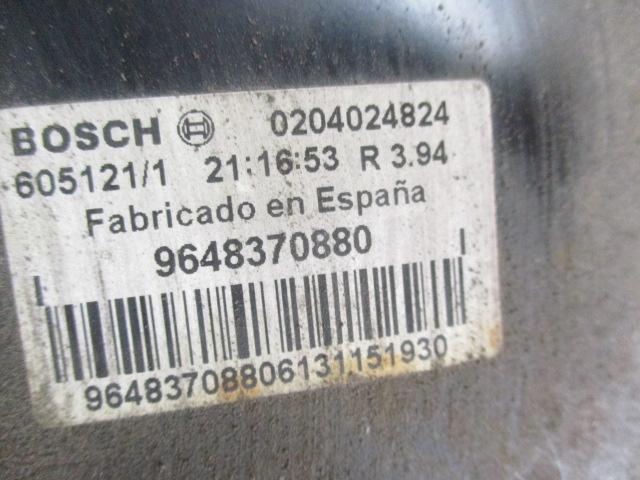 BOSCH 0204024824
605121/1 21:16:53 R 3.94
Fabricado en España
9648370880
96483708806131151930